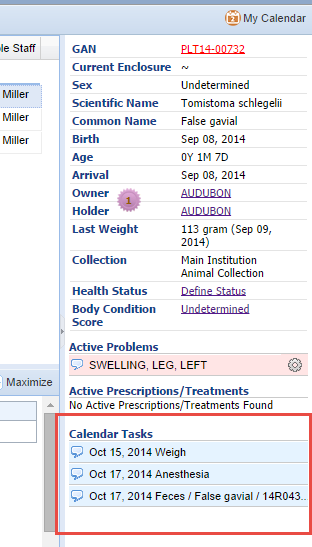 2
My Calendar
le Staff
Miller
Miller
Miller
Maximize
GAN PLT14-00732
Current Enclosure ~
Sex Undetermined
Scientific Name Tomistoma schlegelii
Common Name False gavial
Birth Sep 08, 2014
Age 0Y 1M 7D
Arrival Sep 08, 2014
Owner AUDUBON
1
Holder AUDUBON
Last Weight 113 gram (Sep 09,
2014)
Collection Main Institution
Animal Collection
Health Status Define Status
Body Condition Undetermined
Score
Active Problems
SWELLING, LEG, LEFT
Active Prescriptions/Treatments
No Active Prescriptions/Treatments Found
Calendar Tasks
Oct 15, 2014 Weigh
Oct 17, 2014 Anesthesia
Oct 17, 2014 Feces / False gavial / 14R043..